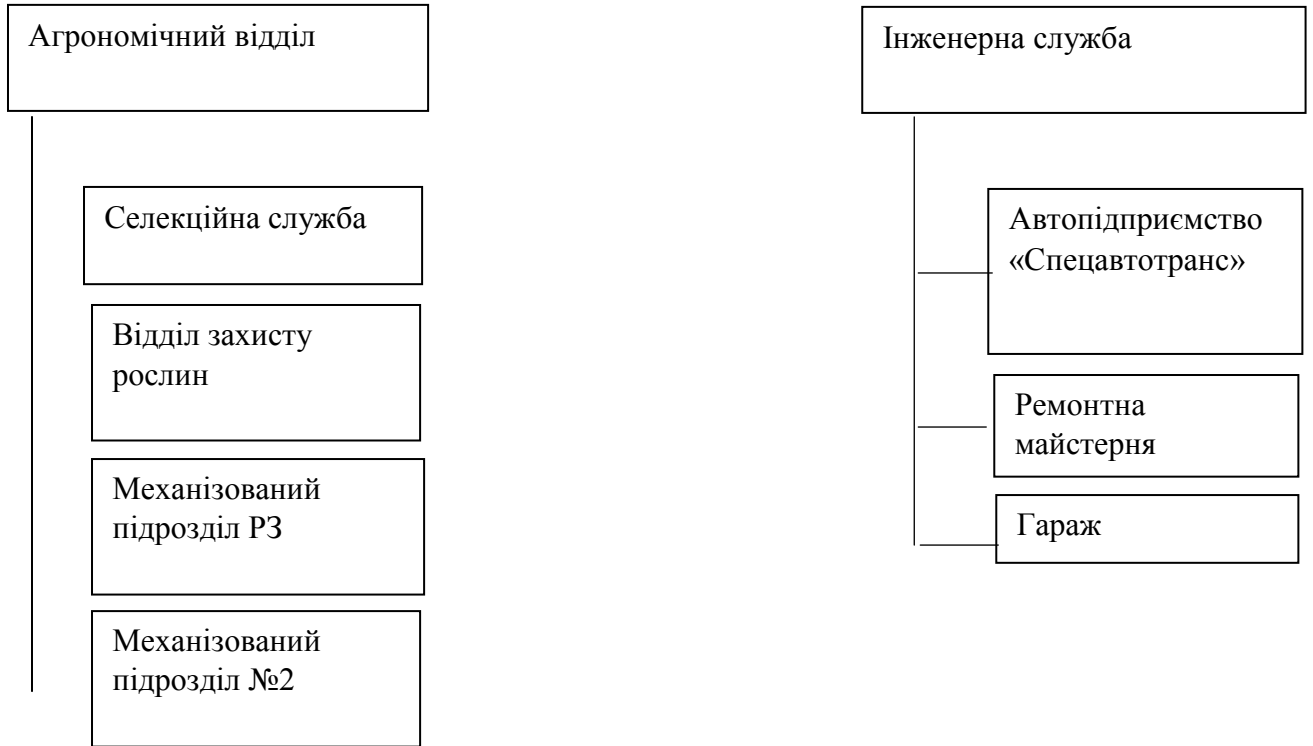 Агрономічний відділ
Селекційна служба
Відділ захисту
рослин
Механізований
підрозділ РЗ
Механізований
підрозділ №2
Інженерна служба
Автопідприємство
«Спецавтотранс»
Ремонтна
майстерня
Гараж